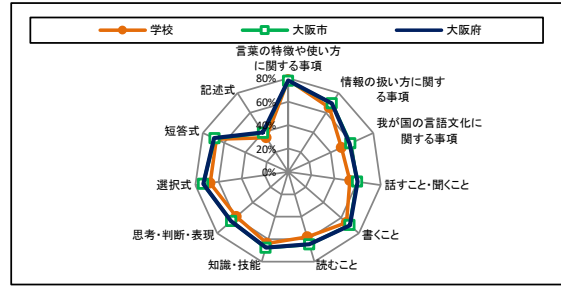 学校
大阪市
大阪府
言葉の特徴や使い方
に関する事項
情報の扱い方に関す
る事項
我が国の言語文化に
関する事項
話すこと・聞くこと
書くこと
読むこと
知識・技能
思考・判断・表現
選択式
短答式
記述式
80%
60%
40%
20%
0%